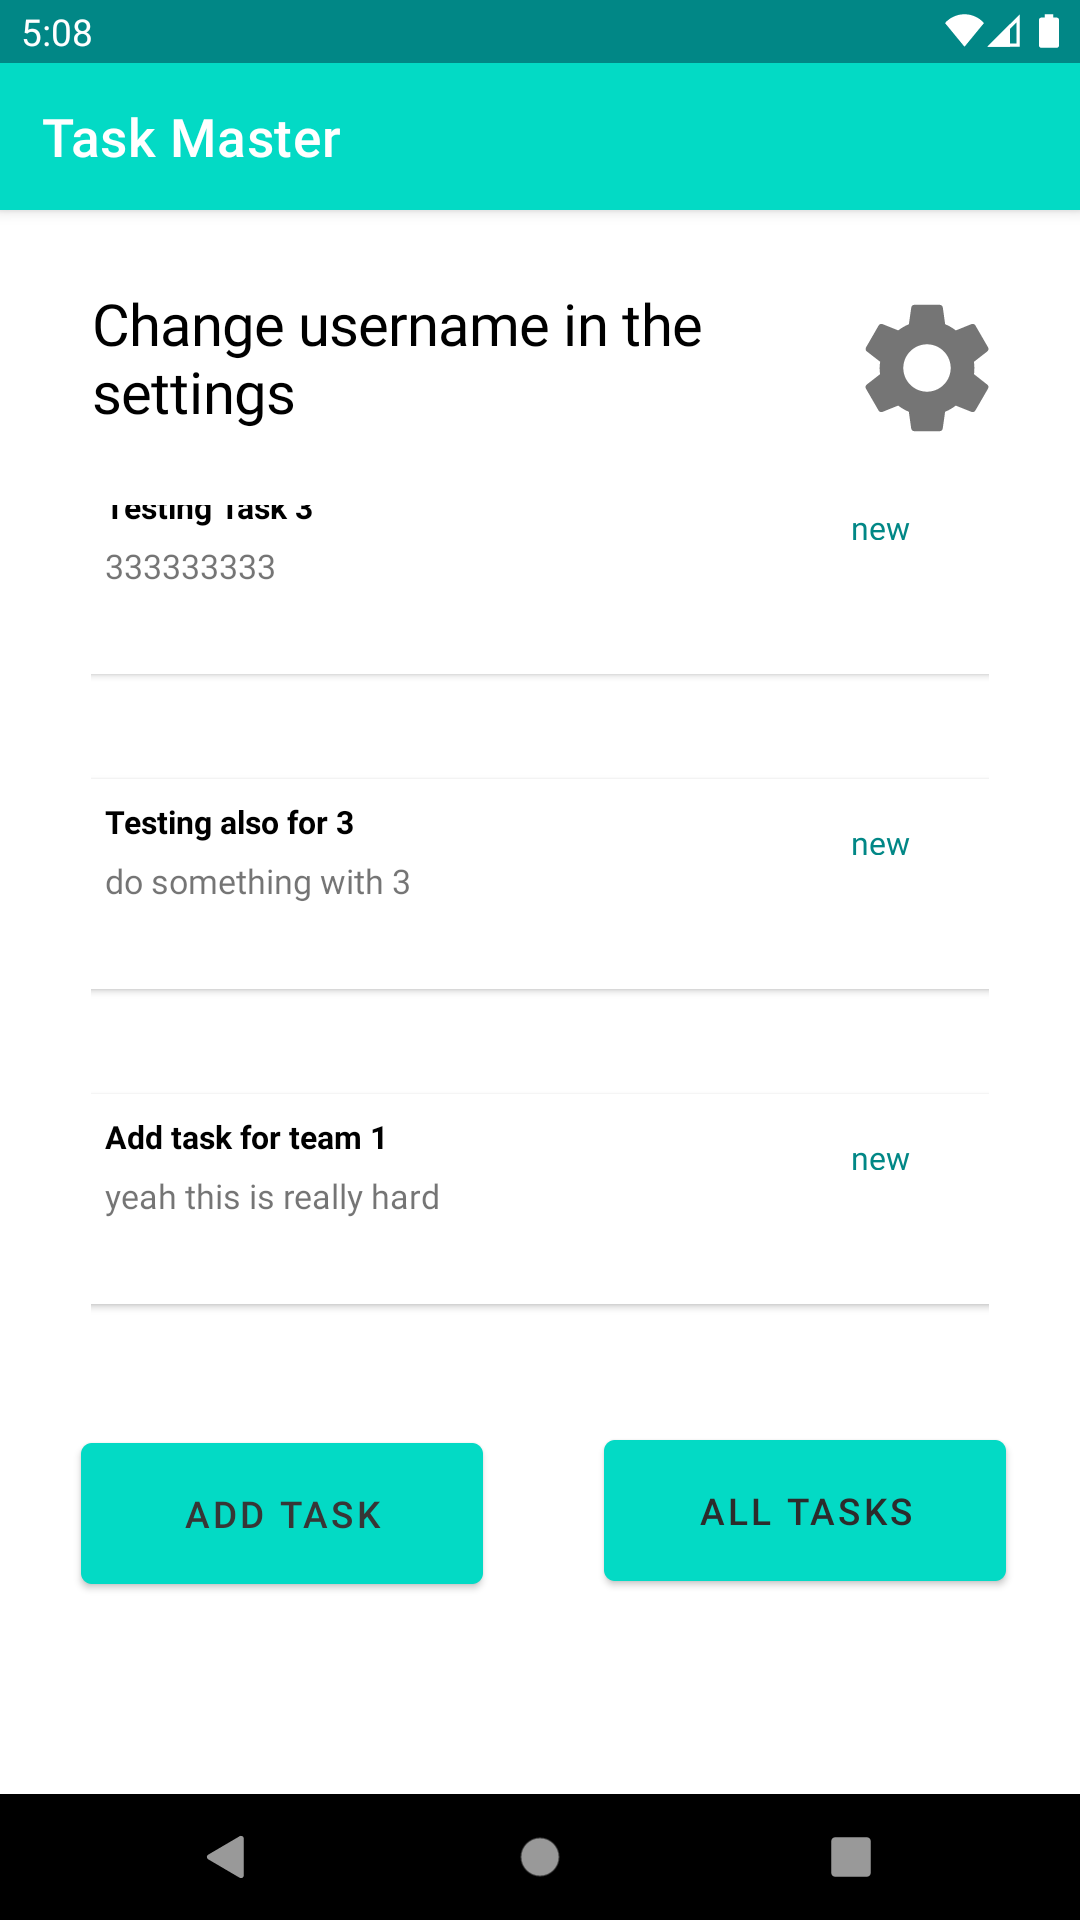 5:08
Task Master
Change username in the
settings
Testing Task 3
new
333333333
Testing also for 3
new
do something with 3
Add task for team 1
new
yeah this is really hard
ADD TASK
ALL TASKS